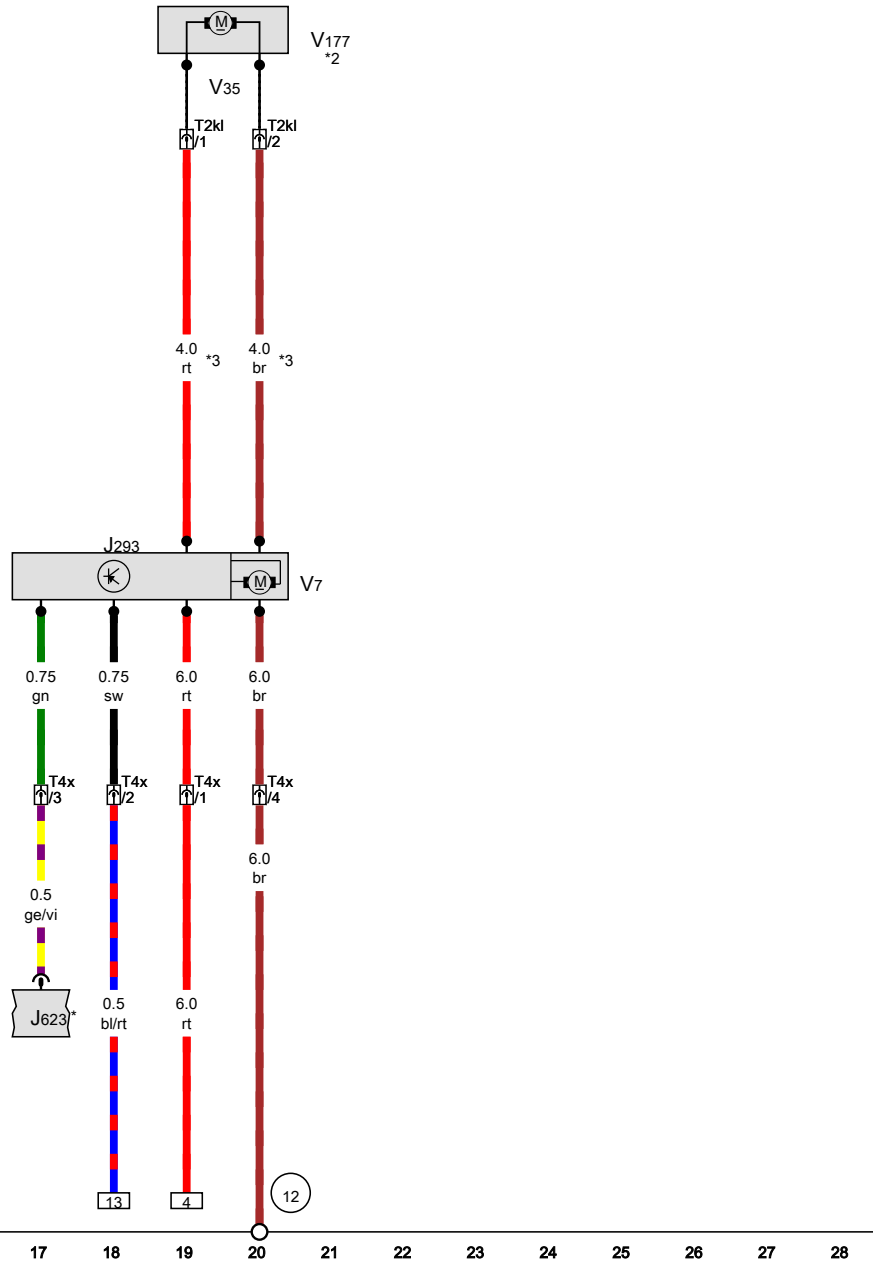 M
V177
*2
V35
T2kl
/1
T2kl
/2
4.0
rt
*3
4.0
br
*3
J293
M
V7
0.75
gn
0.75
sw
6.0
rt
6.0
br
T4x
/3
T4x
/2
T4x
/1
T4x
/4
6.0
br
0.5
ge/vi
J623*
0.5
bl/rt
6.0
rt
13
4
12
17 18 19 20 21 22 23 24 25 26 27 28